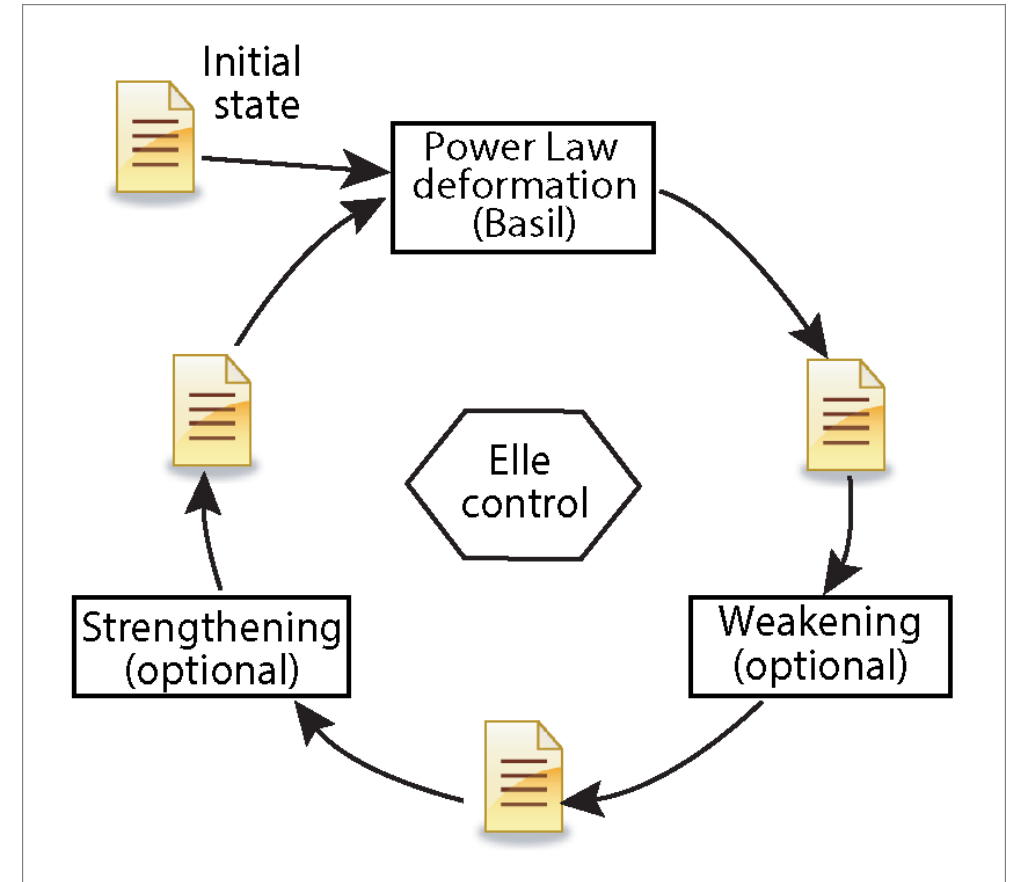 Initial
state
Power Law
deformation
(Basil)
Elle
control
Strengthening
(optional)
Weakening
(optional)